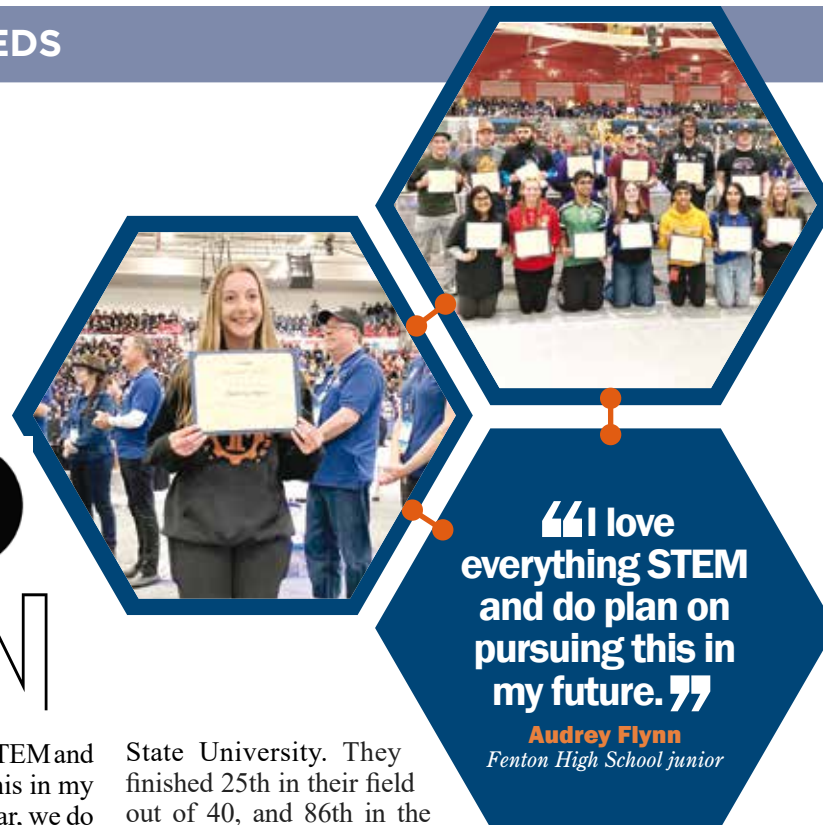 EDS
“I love
everything STEM
and do plan on
pursuing this in
my future.”
Audrey Flynn
Fenton High School junior
TEM and
his in my
ar, we do
State University. They
finished 25th in their field
out of 40, and 86th in the